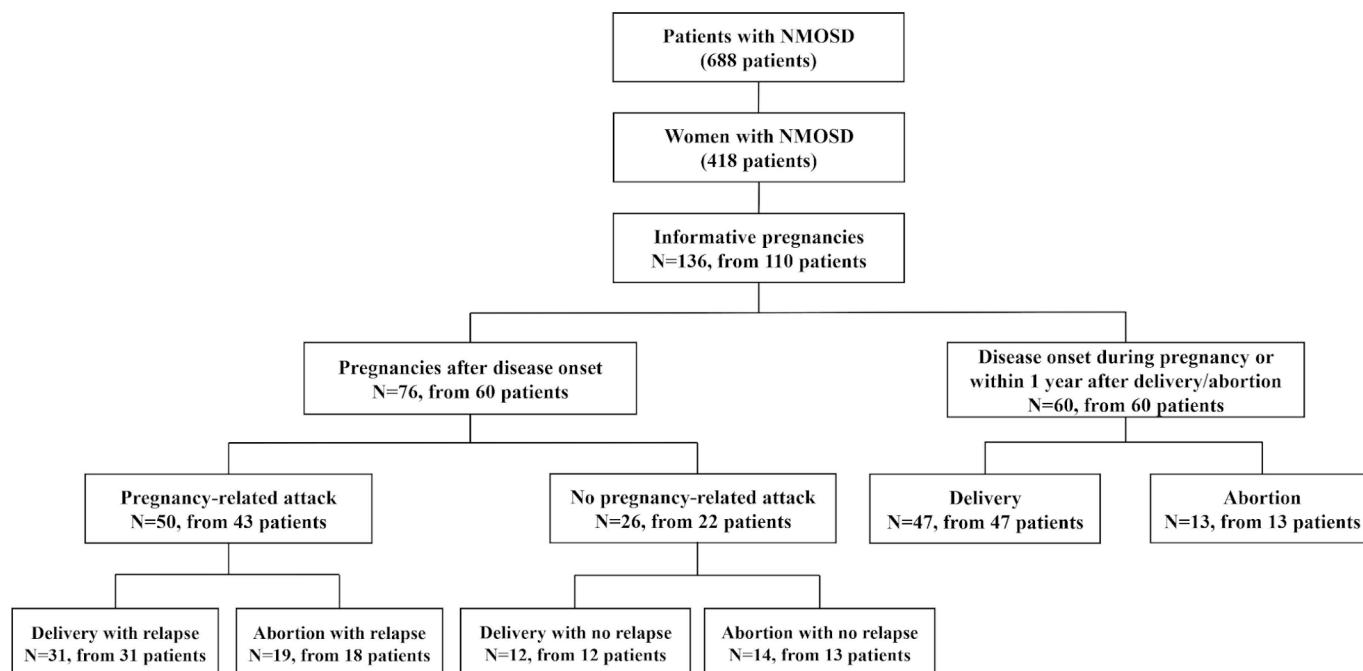 Patients with NMOSD
(688 patients)
Women with NMOSD
(418 patients)
Informative pregnancies
N=136, from 110 patients
Pregnancies after disease onset
N=76, from 60 patients
Disease onset during pregnancy or
within 1 year after delivery/abortion
N=60, from 60 patients
Pregnancy-related attack
N=50, from 43 patients
No pregnancy-related attack
N=26, from 22 patients
Delivery
N=47, from 47 patients
Abortion
N=13, from 13 patients
Delivery with relapse
N=31, from 31 patients
Abortion with relapse
N=19, from 18 patients
Delivery with no relapse
N=12, from 12 patients
Abortion with no relapse
N=14, from 13 patients